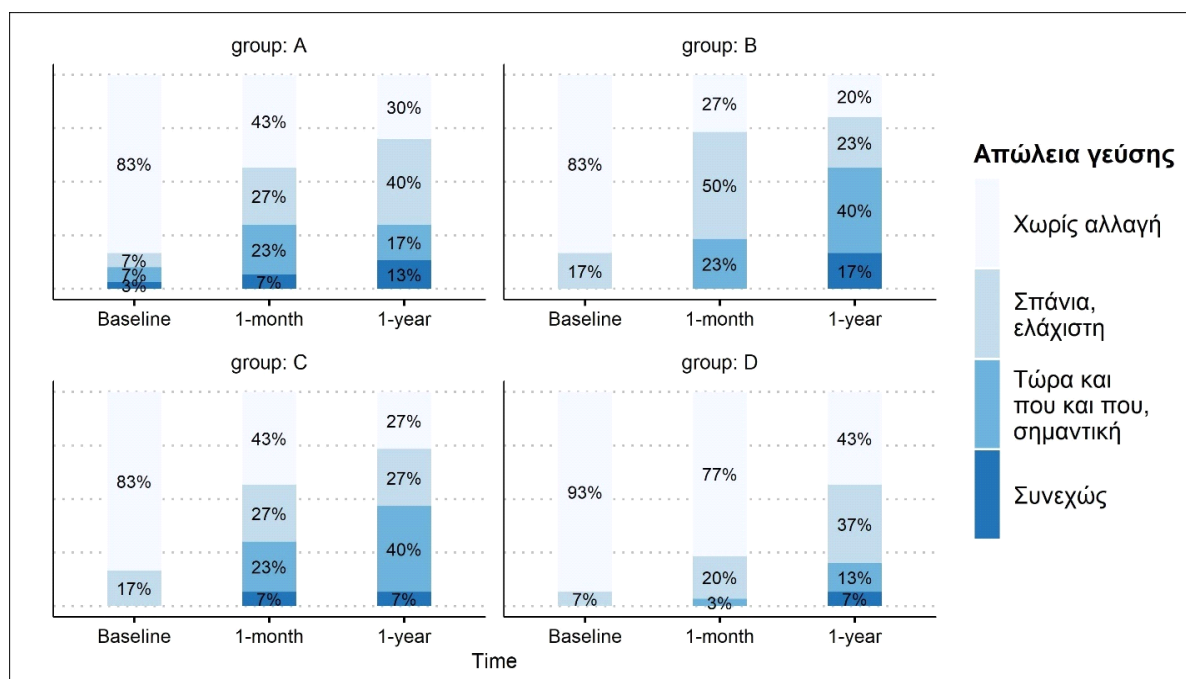 group: A
83%
7%
7%
3%
43%
27%
23%
7%
30%
40%
17%
13%
Baseline
1-month
1-year
group: B
83%
17%
27%
50%
23%
20%
23%
40%
17%
Baseline
1-month
1-year
group: C
83%
17%
43%
27%
23%
7%
27%
27%
40%
7%
Baseline
1-month
1-year
group: D
93%
7%
77%
20%
3%
43%
37%
13%
7%
Baseline
1-month
1-year
Time
Απώλεια γεύσης
Χωρίς αλλαγή
Σπάνια,
ελάχιστη
Τώρα και
που και που,
σημαντική
Συνεχώς